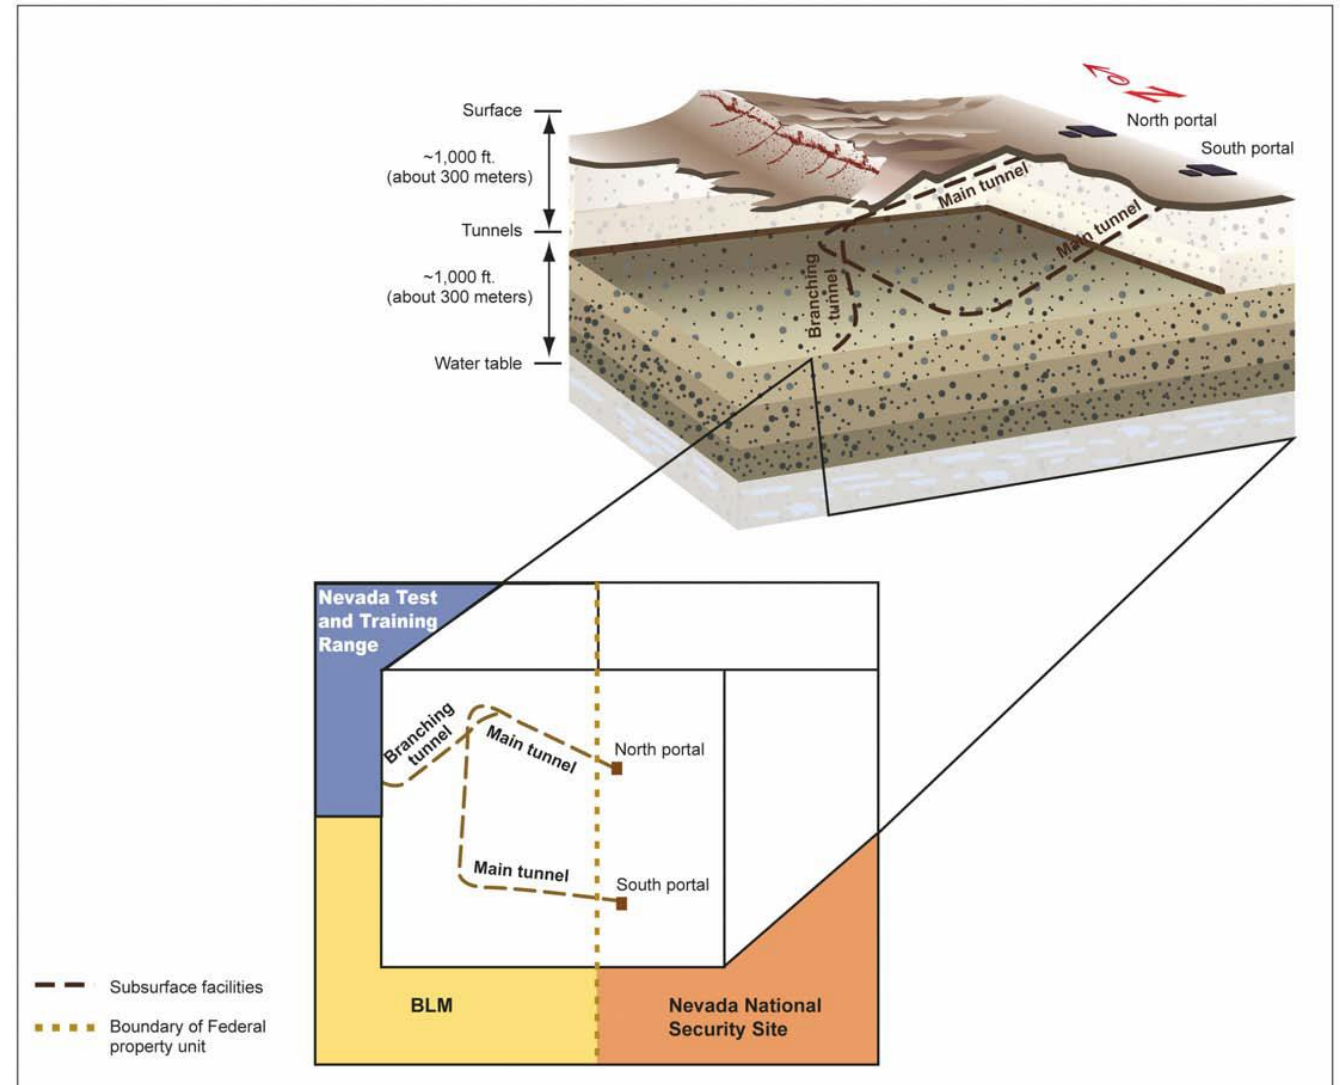 N
North portal
South portal
Surface
~1,000 ft.
(about 300 meters)
Tunnels
~1,000 ft.
(about 300 meters)
Water table
Main tunnel
Main tunnel
Branching
tunnel
Nevada Test
and Training
Range
Branching
tunnel
Main tunnel
North portal
Main tunnel
South portal
BLM
Nevada National
Security Site
Subsurface facilities
Boundary of Federal
property unit